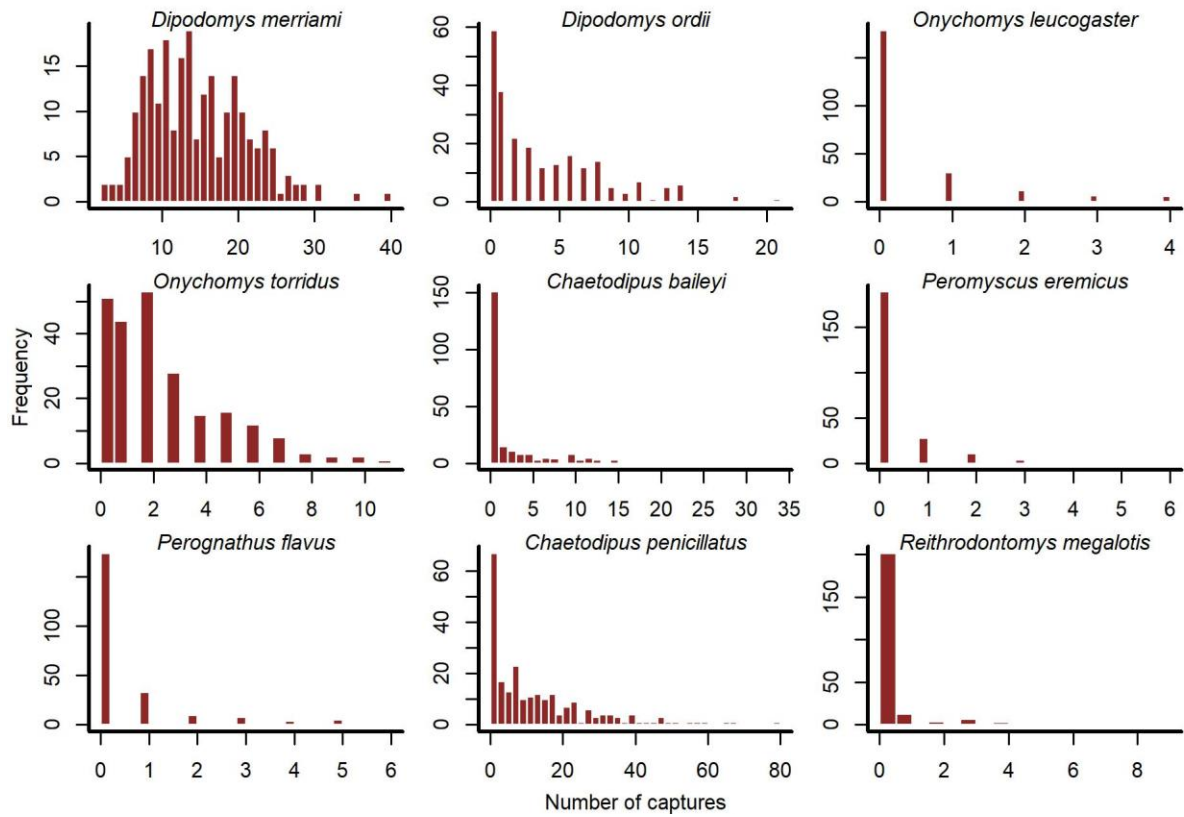 Dipodomys merriami
0 5 10 15
10 20 30 40
Dipodomys ordii
0 20 40 60
0 5 10 15 20
Onychomys leucogaster
0 50 150
0 1 2 3 4
Onychomys torridus
0 20 40
0 2 4 6 8 10
Chaetodipus baileyi
0 50 100 150
0 5 10 15 20 25 30 35
Peromyscus eremicus
0 50 150
0 1 2 3 4 5 6
Perognathus flavus
0 50 100
0 1 2 3 4 5 6
Chaetodipus penicillatus
0 20 40 60
0 20 40 60 80
Reithrodontomys megalotis
0 50 150
0 2 4 6 8
Frequency
Number of captures